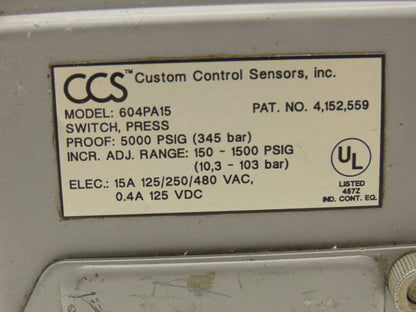 CCS Custom Control Sensors, inc.
MODEL: 604PA15 PAT. NO. 4,152,559
SWITCH, PRESS
PROOF: 5000 PSIG (345 bar)
INCR. ADJ. RANGE: 150 - 1500 PSIG
(10,3 - 103 bar)
ELEC.: 15A 125/250/480 VAC,
0.4A 125 VDC
UL
LISTED
457Z
IND. CONT. EQ.